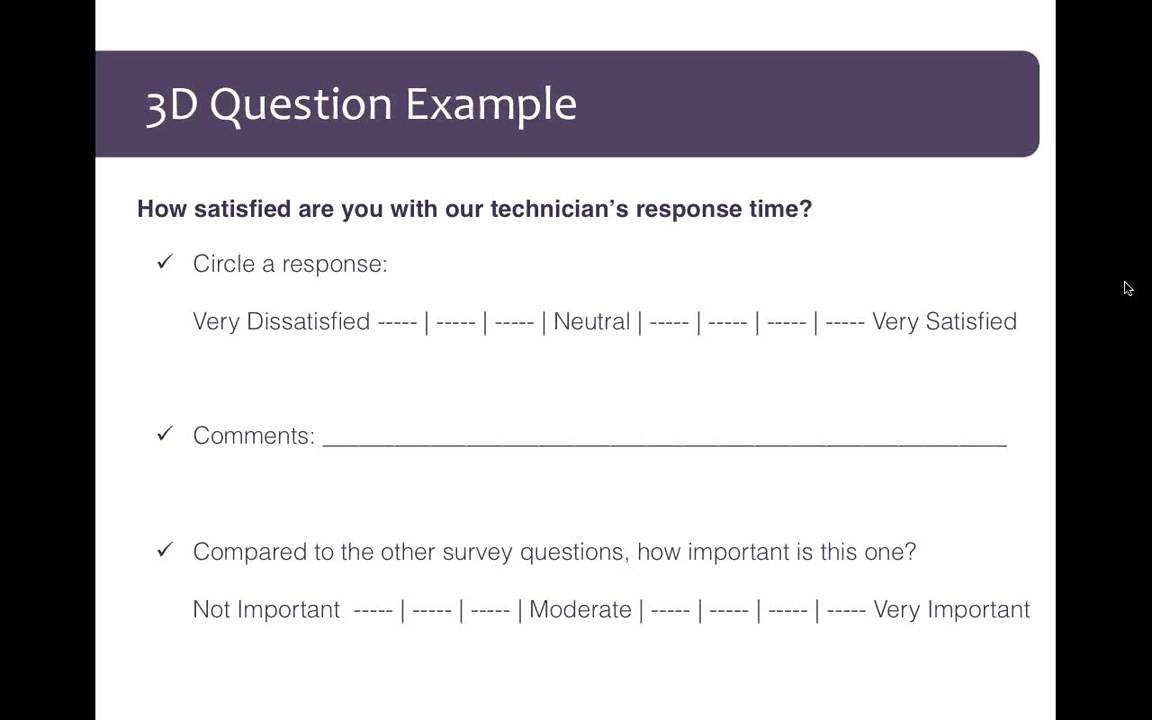 3D Question Example
How satisfied are you with our technician’s response time?
✓ Circle a response:
Very Dissatisfied ----- | ----- | ----- | Neutral | ----- | ----- | ----- | ----- Very Satisfied
✓ Comments: ______________________________________________________
✓ Compared to the other survey questions, how important is this one?
Not Important ----- | ----- | ----- | Moderate | ----- | ----- | ----- | ----- Very Important